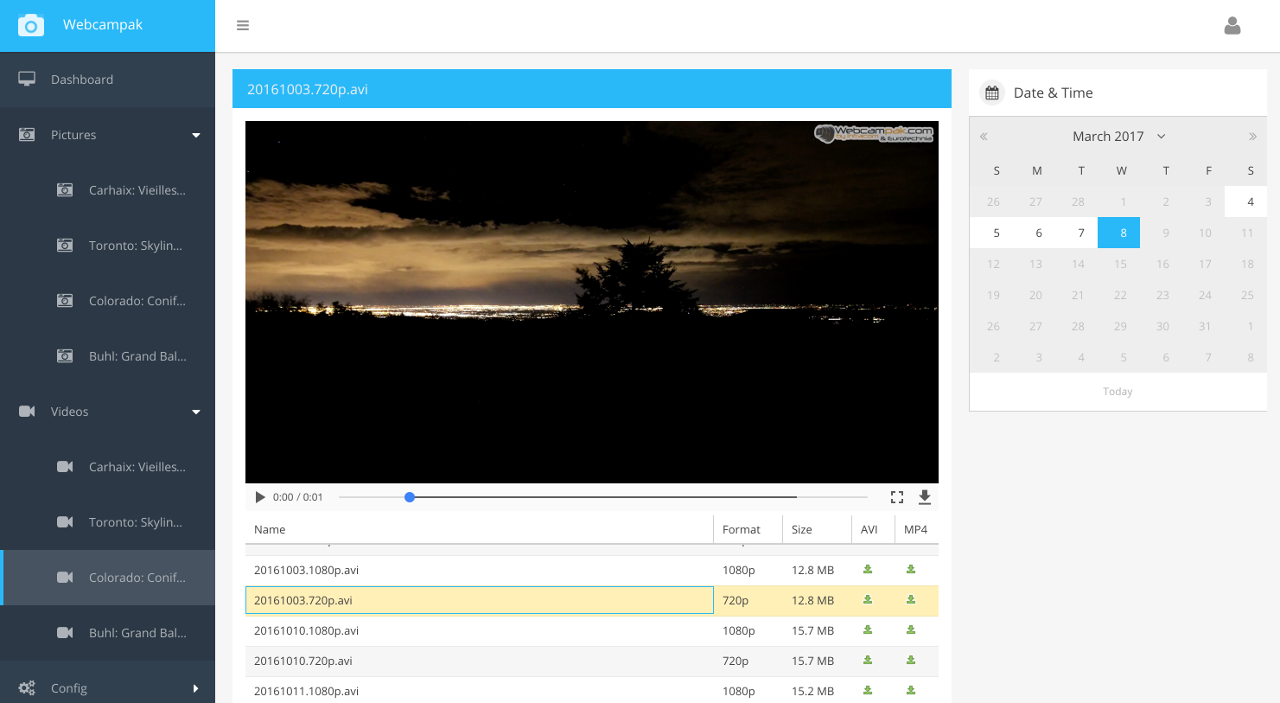 Webcampak
Dashboard
Pictures
Carhaix: Vieilles...
Toronto: Skylin...
Colorado: Conif...
Buhl: Grand Bal...
Videos
Carhaix: Vieilles...
Toronto: Skylin...
Colorado: Conif...
Buhl: Grand Bal...
Config
20161003.720p.avi
Webcampak.com
by Infracom & Eurotechnia
0:00 / 0:01
Name Format Size AVI MP4
20161003.1080p.avi 1080p 12.8 MB
20161003.720p.avi 720p 12.8 MB
20161010.1080p.avi 1080p 15.7 MB
20161010.720p.avi 720p 15.7 MB
20161011.1080p.avi 1080p 15.2 MB
Date & Time
« March 2017 »
S M T W T F S
26 27 28 1 2 3 4
5 6 7 8 9 10 11
12 13 14 15 16 17 18
19 20 21 22 23 24 25
26 27 28 29 30 31 1
2 3 4 5 6 7 8
Today